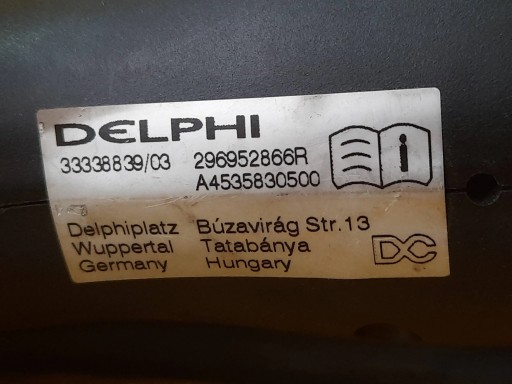 DELPHI
33338839/03 296952866R
A4535830500
i
Delphiplatz Búzavirág Str.13
Wuppertal Tatabánya
Germany Hungary
DC